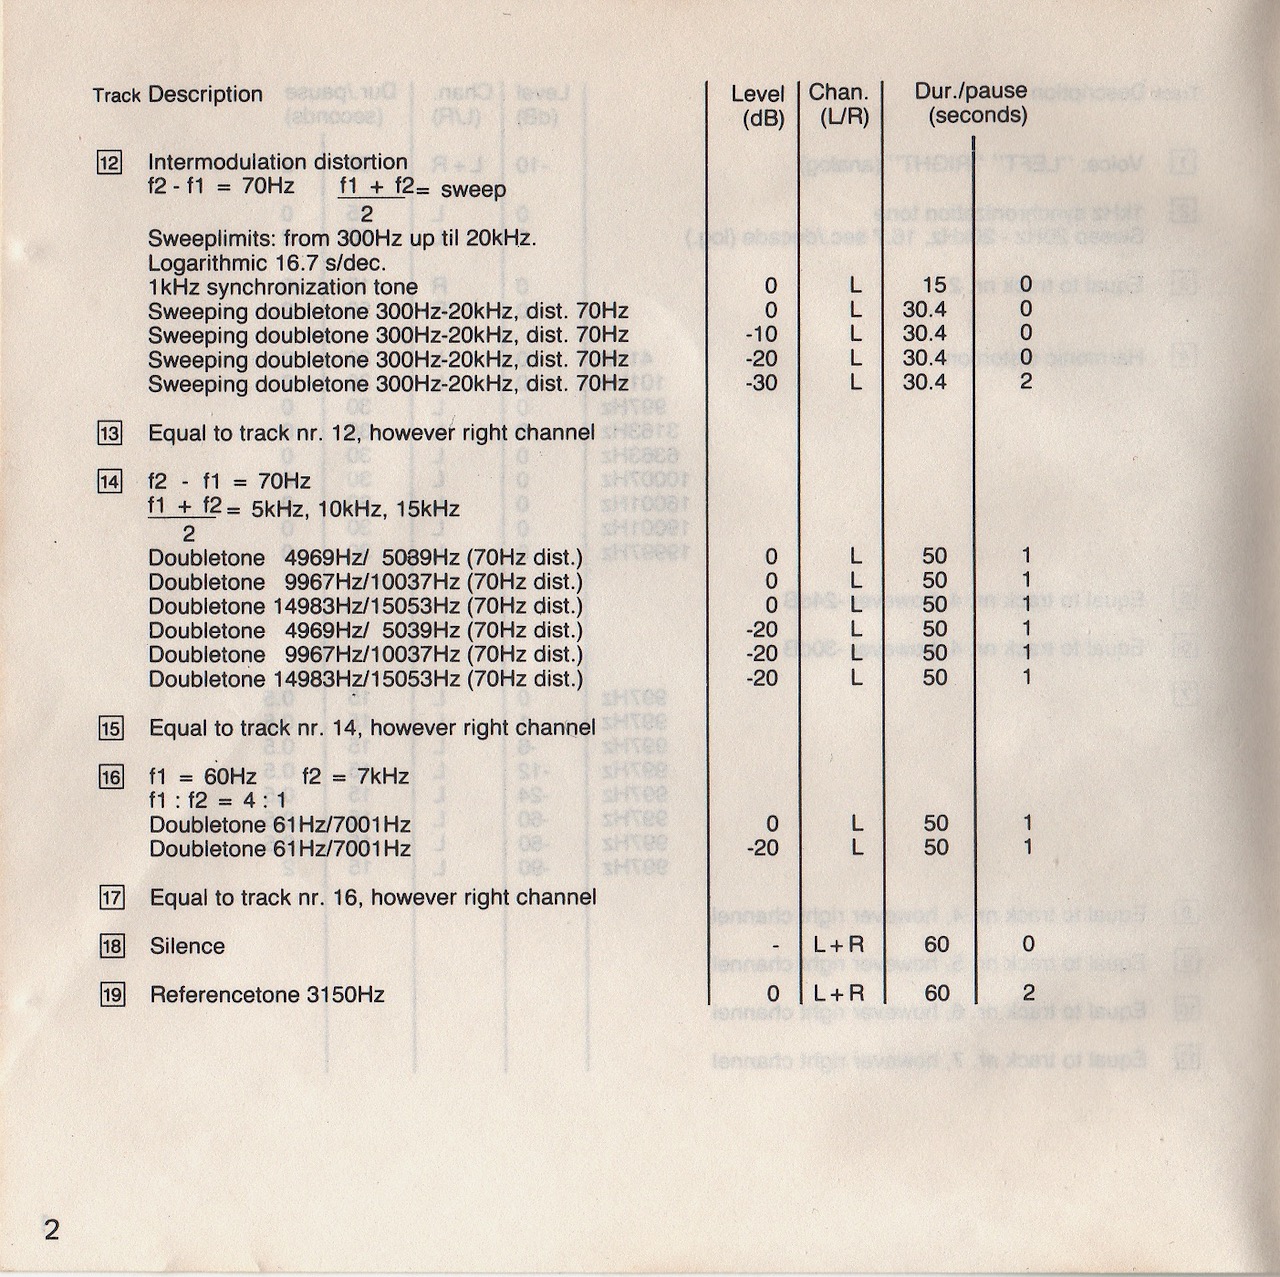 Track Description Level Chan. Dur./pause
(dB) (L/R) (seconds)
12 Intermodulation distortion
f2 - f1 = 70Hz f1 + f2 = sweep
2
Sweeplimits: from 300Hz up til 20kHz.
Logarithmic 16.7 s/dec.
1kHz synchronization tone 0 L 15 0
Sweeping doubletone 300Hz-20kHz, dist. 70Hz 0 L 30.4 0
Sweeping doubletone 300Hz-20kHz, dist. 70Hz -10 L 30.4 0
Sweeping doubletone 300Hz-20kHz, dist. 70Hz -20 L 30.4 0
Sweeping doubletone 300Hz-20kHz, dist. 70Hz -30 L 30.4 2
13 Equal to track nr. 12, however right channel
14 f2 - f1 = 70Hz
f1 + f2 = 5kHz, 10kHz, 15kHz
2
Doubletone 4969Hz/ 5039Hz (70Hz dist.) 0 L 50 1
Doubletone 9967Hz/10037Hz (70Hz dist.) 0 L 50 1
Doubletone 14983Hz/15053Hz (70Hz dist.) 0 L 50 1
Doubletone 4969Hz/ 5039Hz (70Hz dist.) -20 L 50 1
Doubletone 9967Hz/10037Hz (70Hz dist.) -20 L 50 1
Doubletone 14983Hz/15053Hz (70Hz dist.) -20 L 50 1
15 Equal to track nr. 14, however right channel
16 f1 = 60Hz f2 = 7kHz
f1 : f2 = 4 : 1
Doubletone 61Hz/7001Hz 0 L 50 1
Doubletone 61Hz/7001Hz -20 L 50 1
17 Equal to track nr. 16, however right channel
18 Silence - L+R 60 0
19 Referencetone 3150Hz 0 L+R 60 2
2